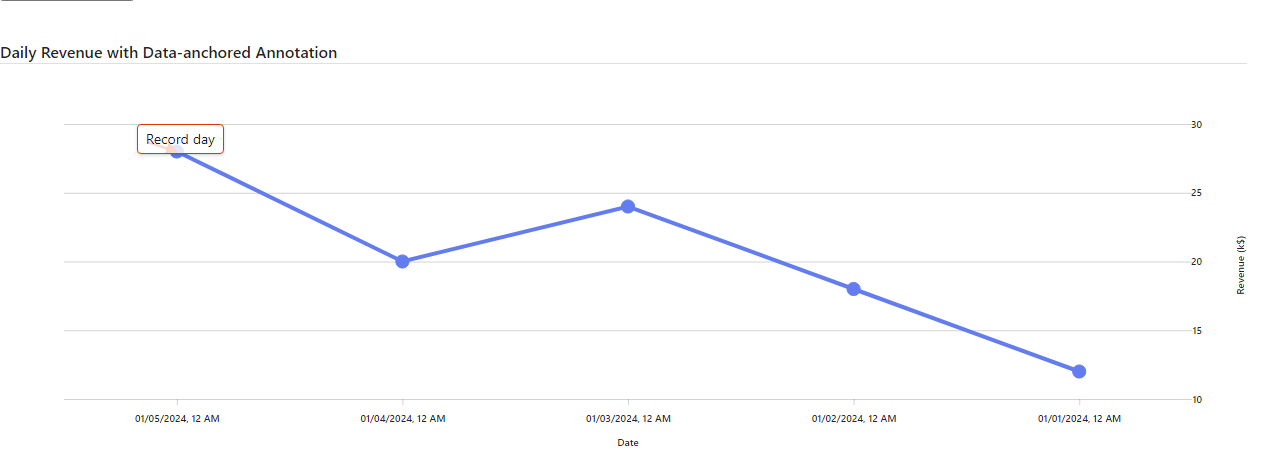 Daily Revenue with Data-anchored Annotation
Record day
30
25
20
15
10
Revenue (k$)
01/05/2024, 12 AM
01/04/2024, 12 AM
01/03/2024, 12 AM
01/02/2024, 12 AM
01/01/2024, 12 AM
Date